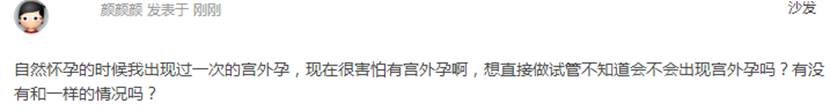 颜颜颜 发表于 刚刚
沙发
自然怀孕的时候我出现过一次的宫外孕，现在很害怕有宫外孕啊，想直接做试管不知道会不会出现宫外孕吗？有没
有和一样的情况吗？